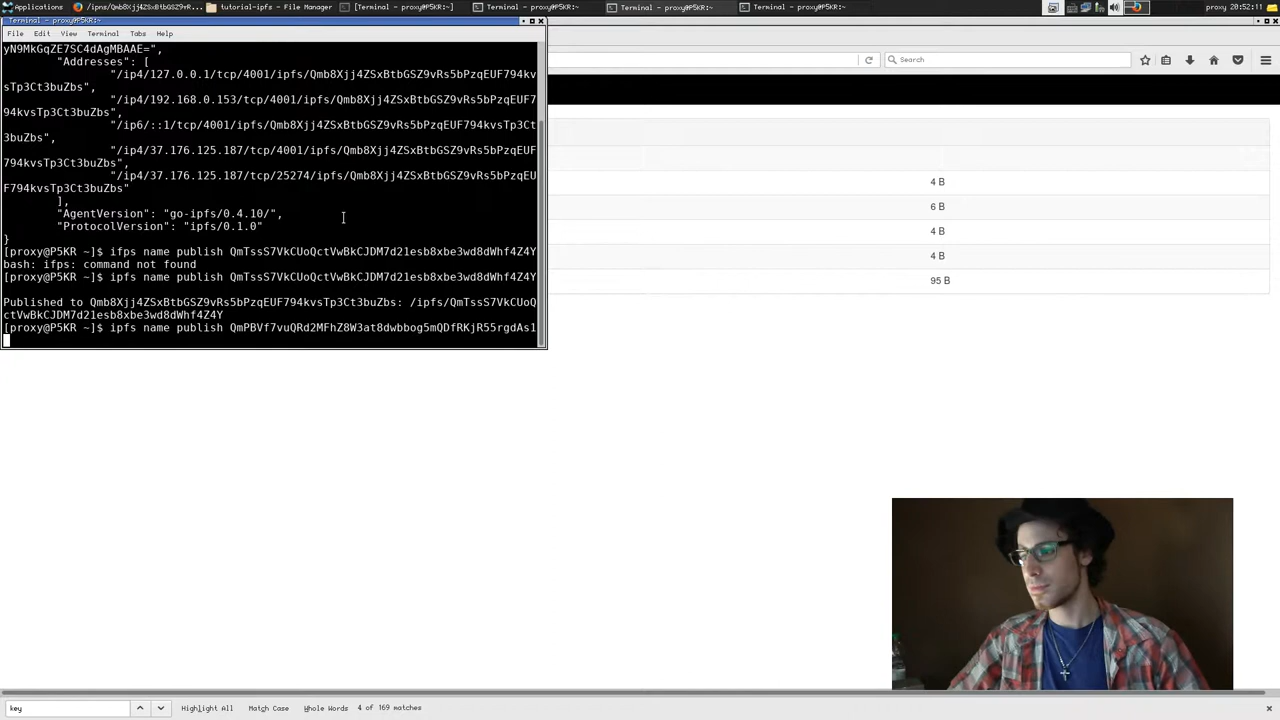 Applications
/ipfs/Qmb8Xjj4ZSxBtbGSZ9vR...
tutorial-ipfs - File Manager
[Terminal - proxy@P5KR:~]
Terminal - proxy@P5KR:~
Terminal - proxy@P5KR:~
Terminal - proxy@P5KR:~
proxy
20:52:11
Terminal - proxy@P5KR:~
File Edit View Terminal Tabs Help
Search
yN9MkGqZE7SC4dAgMBAAE=",
"Addresses": [
"/ip4/127.0.0.1/tcp/4001/ipfs/Qmb8Xjj4ZSxBtbGSZ9vRs5bPzqEUF794kv
sTp3Ct3buZbs",
"/ip4/192.168.0.153/tcp/4001/ipfs/Qmb8Xjj4ZSxBtbGSZ9vRs5bPzqEUF7
94kvsTp3Ct3buZbs",
"/ip6/::1/tcp/4001/ipfs/Qmb8Xjj4ZSxBtbGSZ9vRs5bPzqEUF794kvsTp3Ct
3buZbs",
"/ip4/37.176.125.187/tcp/4001/ipfs/Qmb8Xjj4ZSxBtbGSZ9vRs5bPzqEUF
794kvsTp3Ct3buZbs",
"/ip4/37.176.125.187/tcp/25274/ipfs/Qmb8Xjj4ZSxBtbGSZ9vRs5bPzqEU
F794kvsTp3Ct3buZbs"
],
"AgentVersion": "go-ipfs/0.4.10/",
"ProtocolVersion": "ipfs/0.1.0"
}
[proxy@P5KR ~]$ ifps name publish QmTssS7VkCUoQctVwBkCJDM7d21esb8xbe3wd8dWhf4Z4Y
bash: ifps: command not found
[proxy@P5KR ~]$ ipfs name publish QmTssS7VkCUoQctVwBkCJDM7d21esb8xbe3wd8dWhf4Z4Y
Published to Qmb8Xjj4ZSxBtbGSZ9vRs5bPzqEUF794kvsTp3Ct3buZbs: /ipfs/QmTssS7VkCUoQ
ctVwBkCJDM7d21esb8xbe3wd8dWhf4Z4Y
[proxy@P5KR ~]$ ipfs name publish QmPBVf7vuQRd2MFhZ8W3at8dwbbog5mQDfRKjR55rgdAs1
4 B
6 B
4 B
4 B
95 B
key
Highlight All Match Case Whole Words 4 of 169 matches